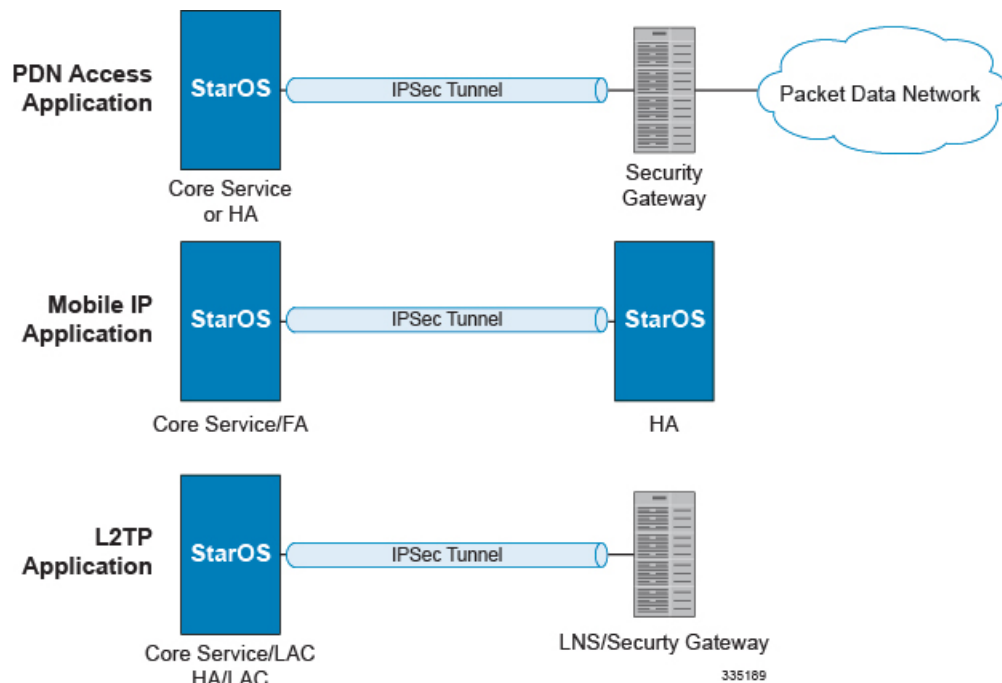 PDN Access
Application
StarOS
IPSec Tunnel
Packet Data Network
Core Service
or HA
Security
Gateway
Mobile IP
Application
StarOS
IPSec Tunnel
StarOS
Core Service/FA
HA
L2TP
Application
StarOS
IPSec Tunnel
Core Service/LAC
HA/LAC
LNS/Securty Gateway
335189